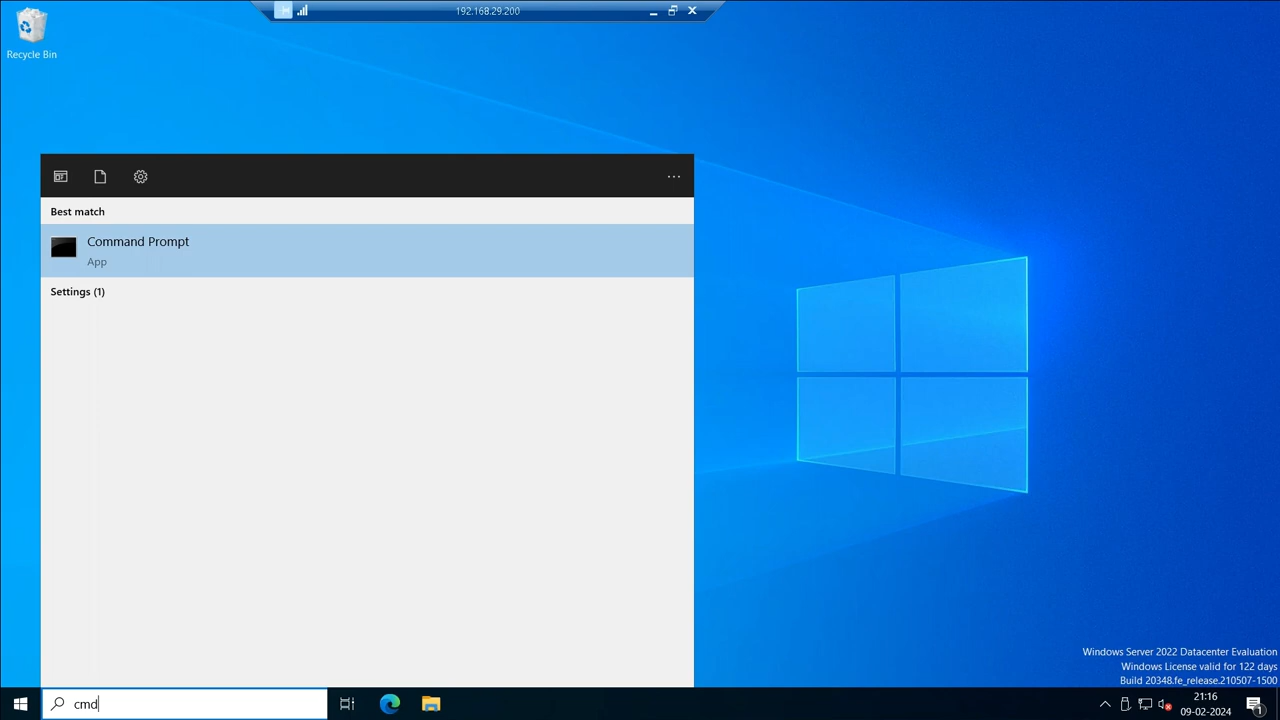 192.168.29.200
Recycle Bin
Best match
Command Prompt
App
Settings (1)
Windows Server 2022 Datacenter Evaluation
Windows License valid for 122 days
Build 20348.fe_release.210507-1500
cmd
21:16
09-02-2024
1